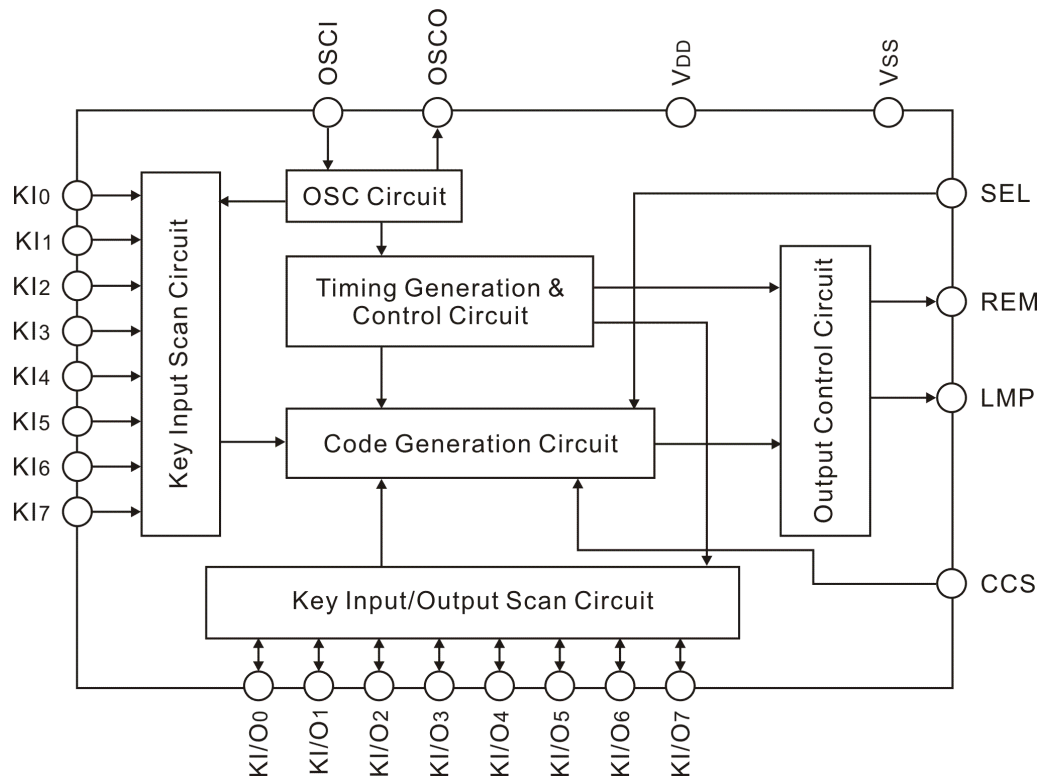 OSCI
OSCO
VDD
VSS
KI0
KI1
KI2
KI3
KI4
KI5
KI6
KI7
Key Input Scan Circuit
OSC Circuit
Timing Generation &
Control Circuit
Code Generation Circuit
Output Control Circuit
SEL
REM
LMP
CCS
Key Input/Output Scan Circuit
KI/O0
KI/O1
KI/O2
KI/O3
KI/O4
KI/O5
KI/O6
KI/O7